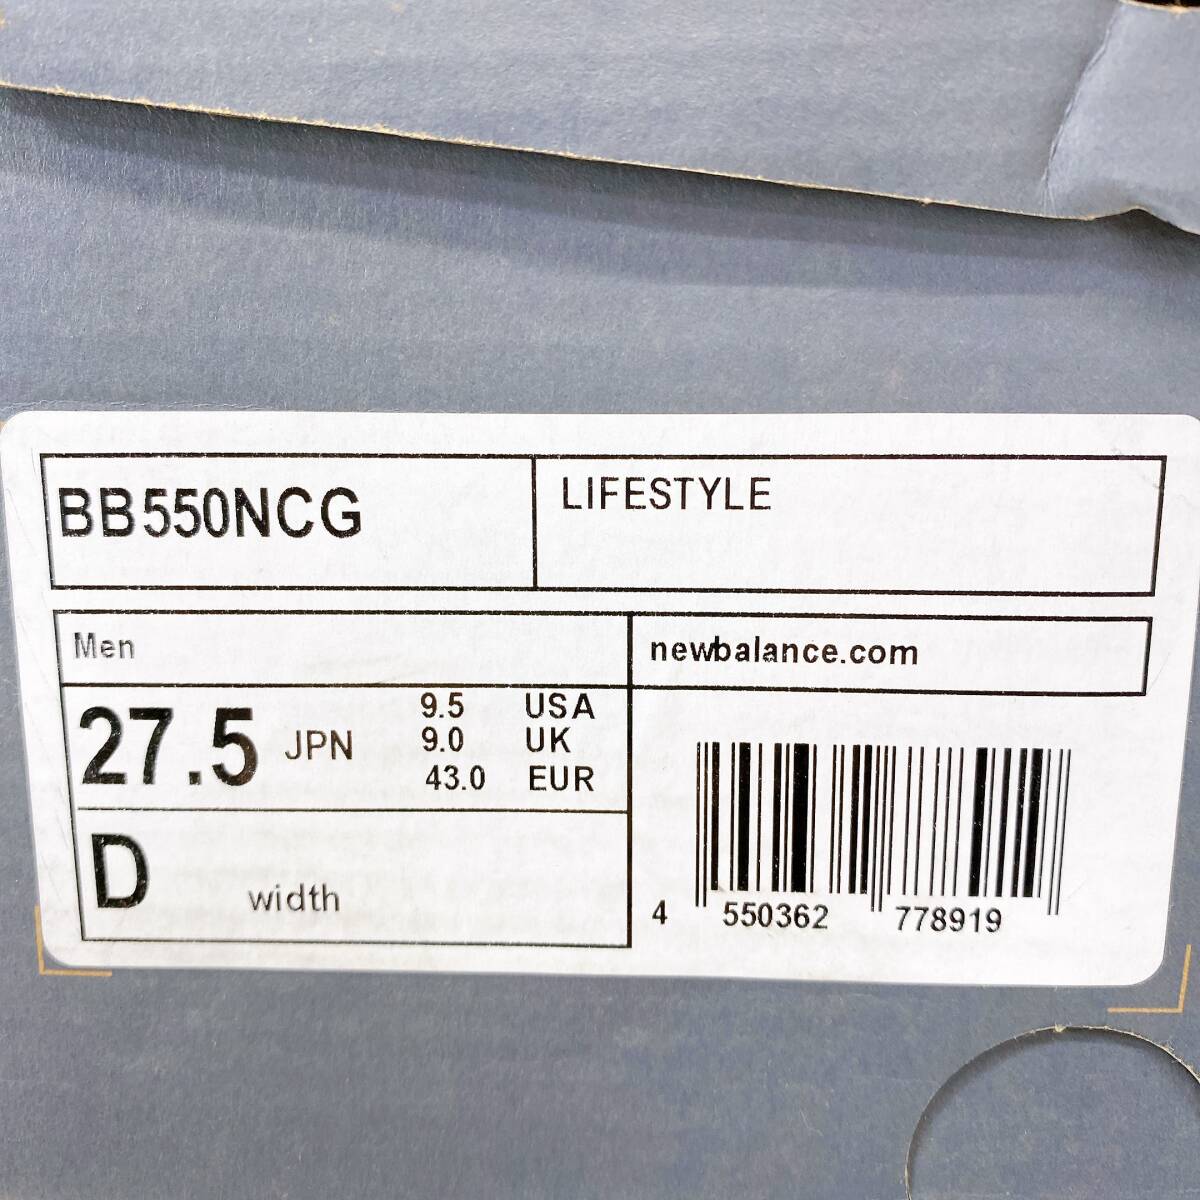 BB550NCG
LIFESTYLE
Men
newbalance.com
27.5 JPN
9.5 USA
9.0 UK
43.0 EUR
D width
4 550362 778919